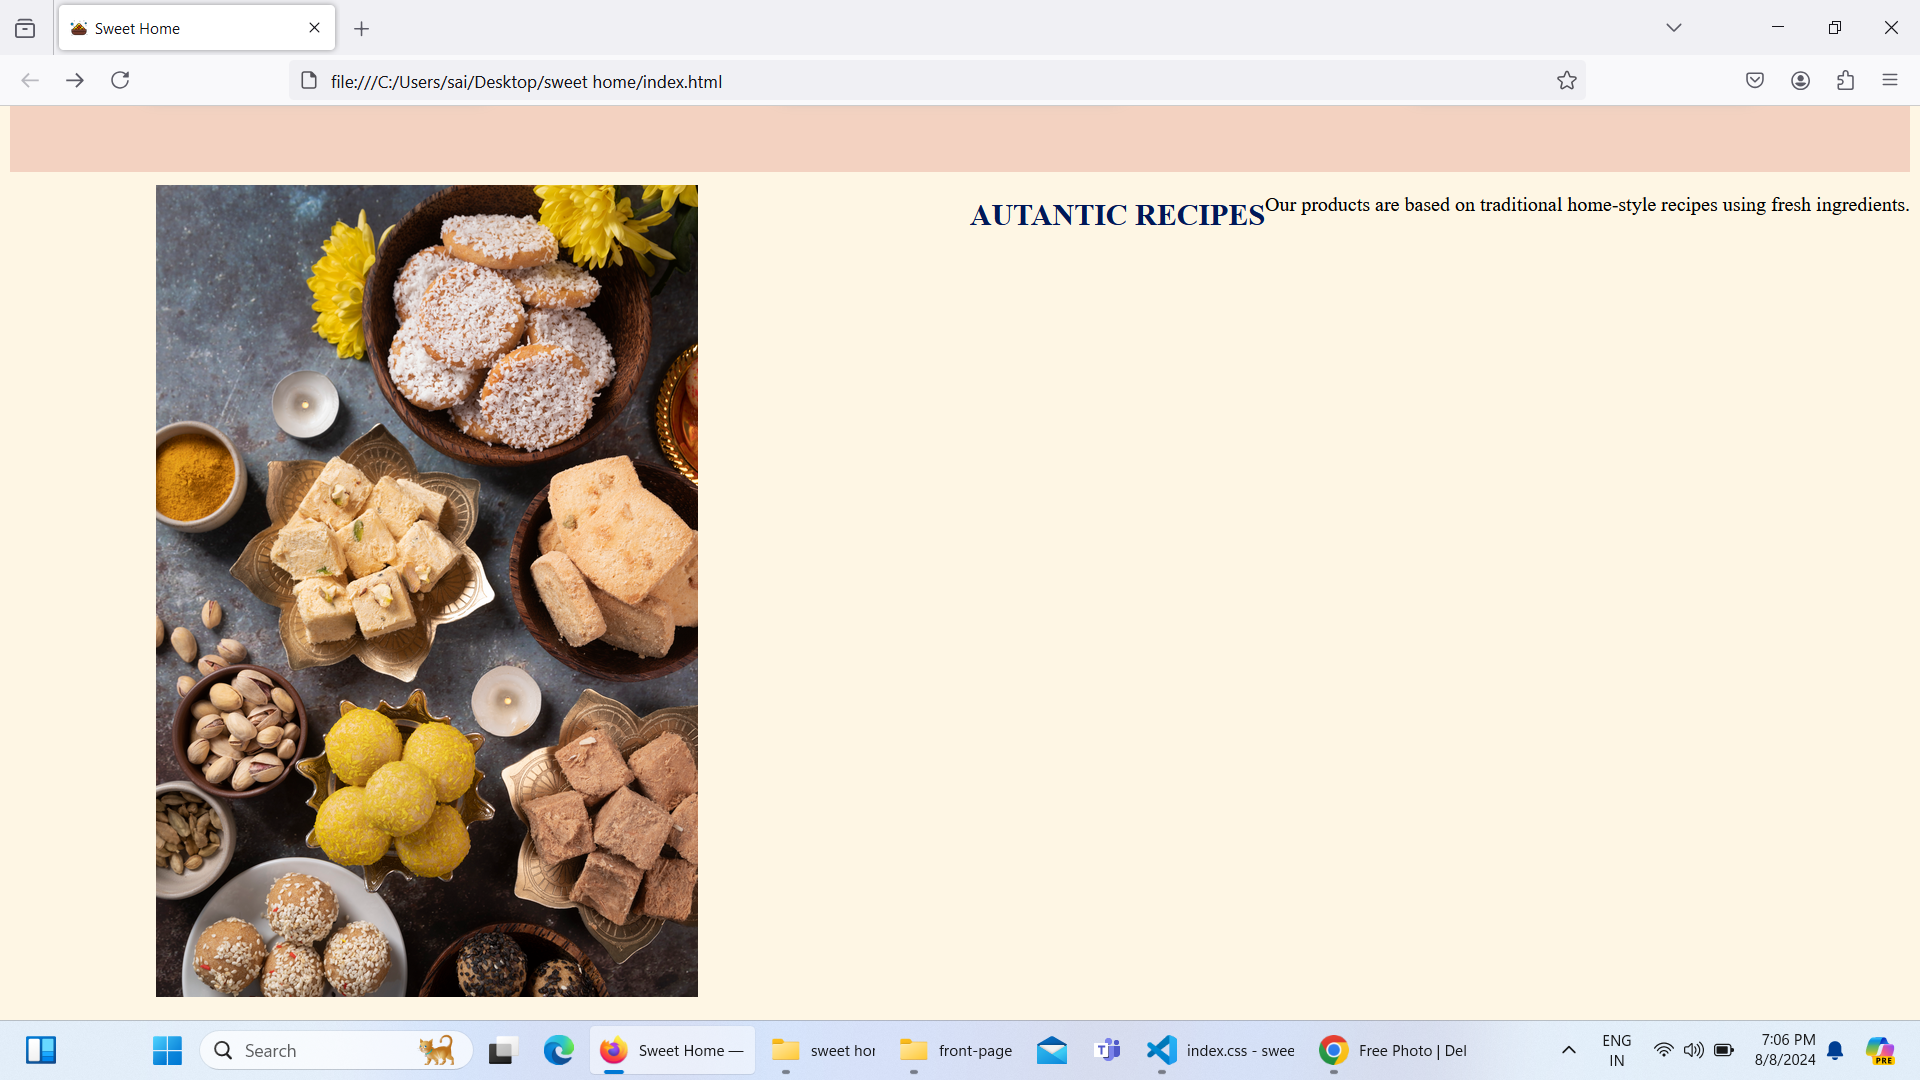 Sweet Home
file:///C:/Users/sai/Desktop/sweet home/index.html
AUTANTIC RECIPES
Our products are based on traditional home-style recipes using fresh ingredients.
Search
Sweet Home —
sweet hor
front-page
index.css - swee
Free Photo | Del
ENG
IN
7:06 PM
8/8/2024
PRE